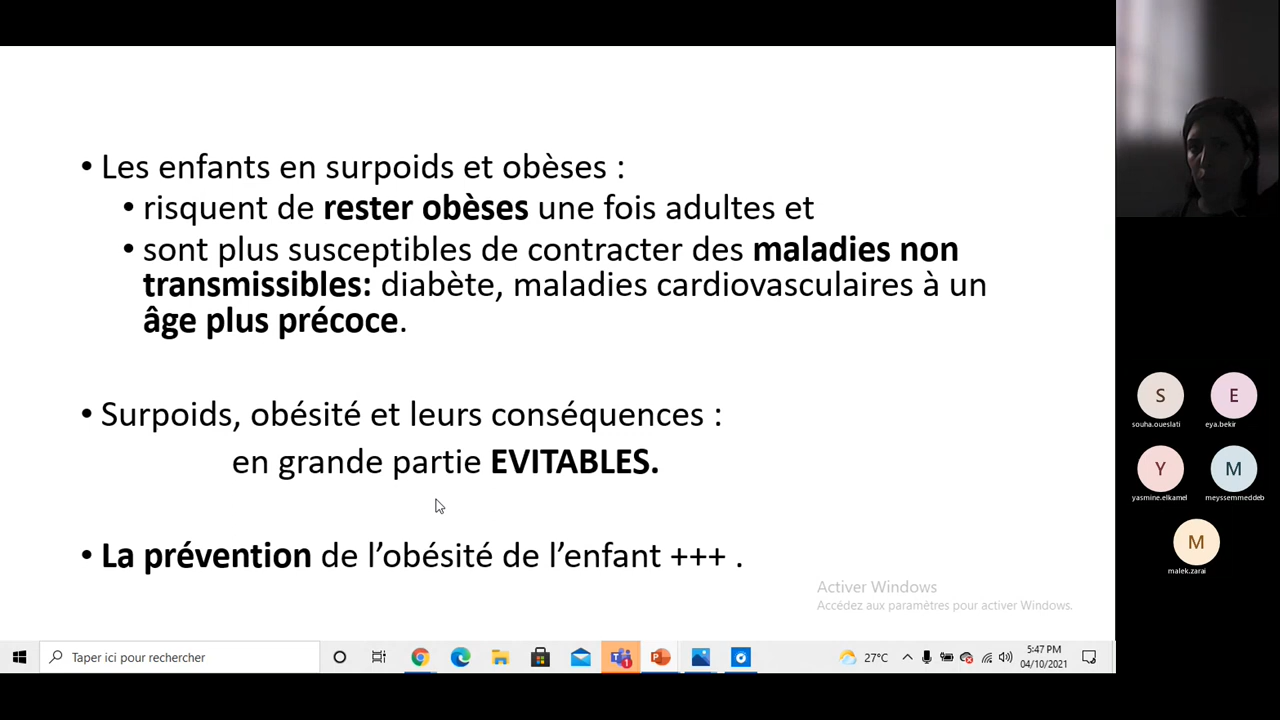 • Les enfants en surpoids et obèses :
• risquent de rester obèses une fois adultes et
• sont plus susceptibles de contracter des maladies non
transmissibles: diabète, maladies cardiovasculaires à un
âge plus précoce.
• Surpoids, obésité et leurs conséquences :
en grande partie EVITABLES.
• La prévention de l’obésité de l’enfant +++ .
Activer Windows
Accédez aux paramètres pour activer Windows.
S
E
souha.oueslati
eya.bekir
Y
M
yasmine.elkamel
meyssemmeddeb
M
malek.zarai
Taper ici pour rechercher
27°C
5:47 PM
04/10/2021